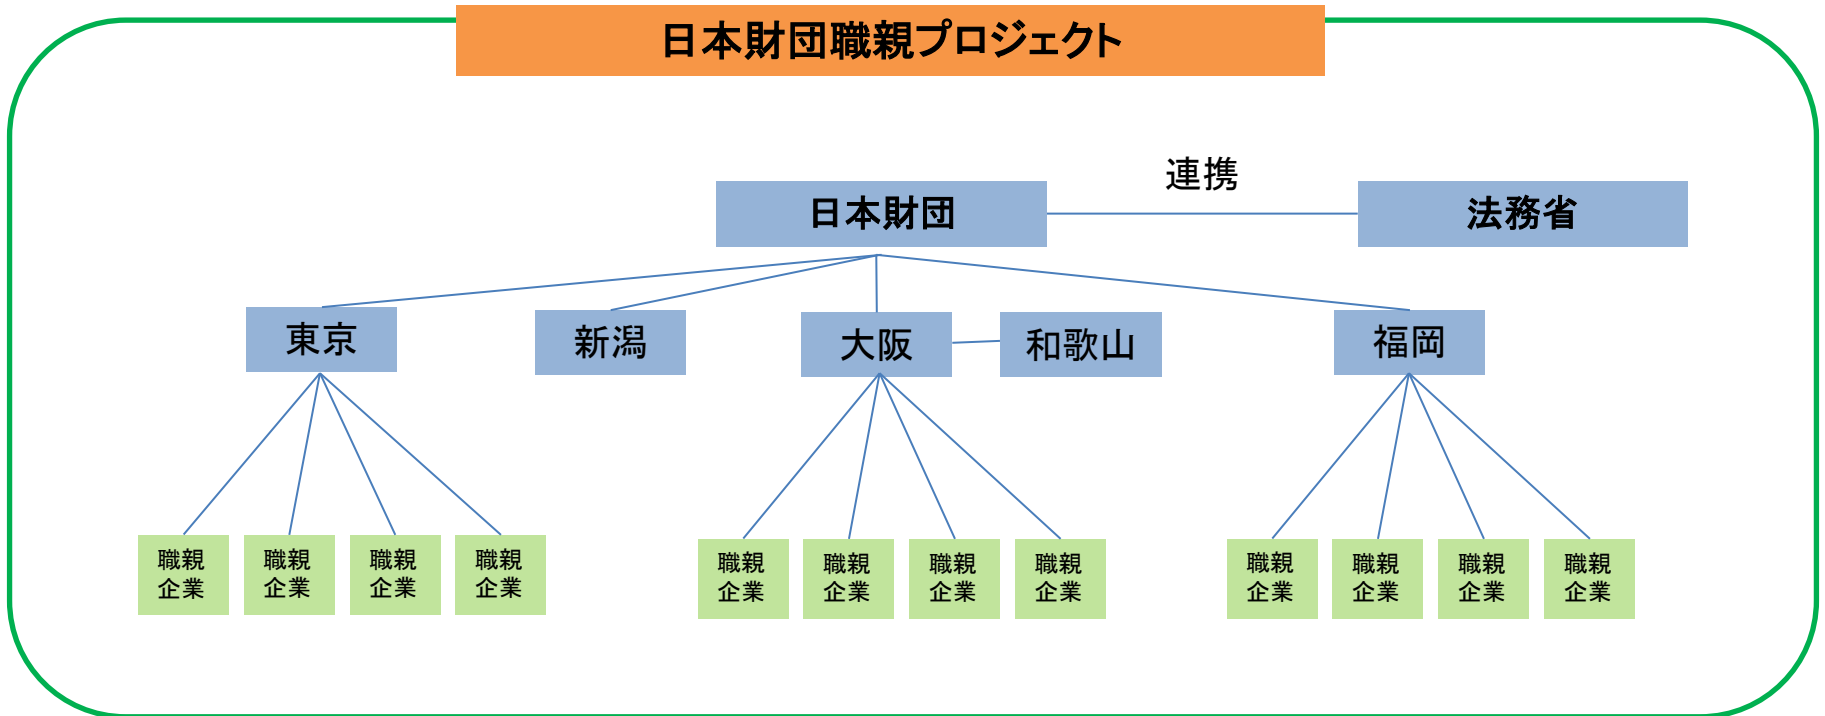 日本財団職親プロジェクト
連携
日本財団
法務省
東京
新潟
大阪
和歌山
福岡
職親
企業
職親
企業
職親
企業
職親
企業
職親
企業
職親
企業
職親
企業
職親
企業
職親
企業
職親
企業
職親
企業
職親
企業